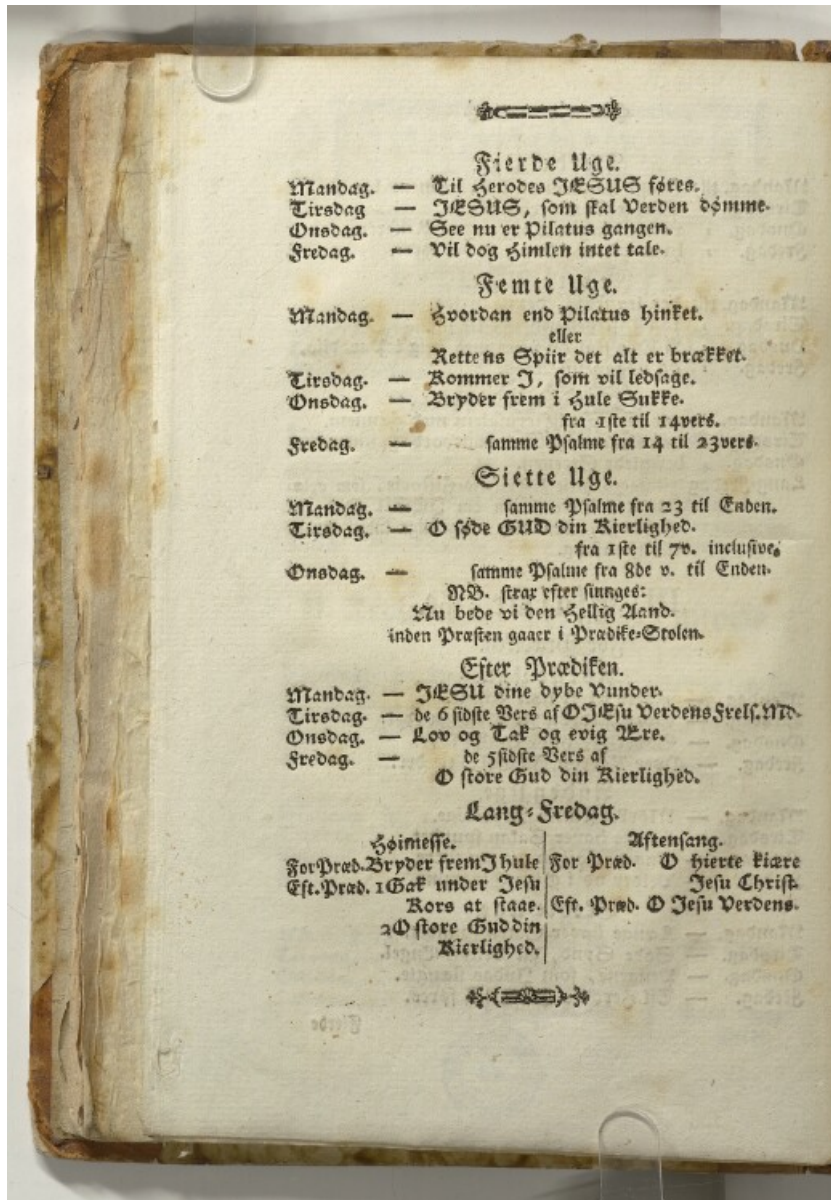 Fierde Uge.
Mandag. — Til Herodes JESUS føres.
Tirsdag — JESUS, som skal Verden dømme.
Onsdag. — See nu er Pilatus gangen.
Fredag. — Vil dog Himlen intet tale.
Femte Uge.
Mandag. — Hvordan end Pilatus hinket.
eller
Rettens Spiir det alt er brækket.
Tirsdag. — Kommer I, som vil ledsage.
Onsdag. — Bryder frem i Hule Sukke.
fra 1ste til 14vers.
Fredag. — samme Psalme fra 14 til 23vers.
Siette Uge.
Mandag. — samme Psalme fra 23 til Enden.
Tirsdag. — O søde GUD din Kierlighed.
fra 1ste til 7v. inclusive.
Onsdag. — samme Psalme fra 8de v. til Enden.
NB. strax efter siunges:
Nu bede vi den Hellig Aand.
inden Præsten gaaer i Prædike-Stolen.
Efter Prædiken.
Mandag. — JESU dine dybe Vunder.
Tirsdag. — de 6 sidste Vers af O JEsu Verdens Frels. Md.
Onsdag. — Lov og Tak og evig Ære.
Fredag. — de 5 sidste Vers af
O store Gud din Kierlighed.
Lang-Fredag.
Høimesse.
For Præd. Bryder frem I hule
Eft. Præd. 1 Gak under Jesu
Kors at staae.
2 O store Gud din
Kierlighed.
Aftensang.
For Præd. O hierte kiære
Jesu Christ.
Eft. Præd. O Jesu Verdens.